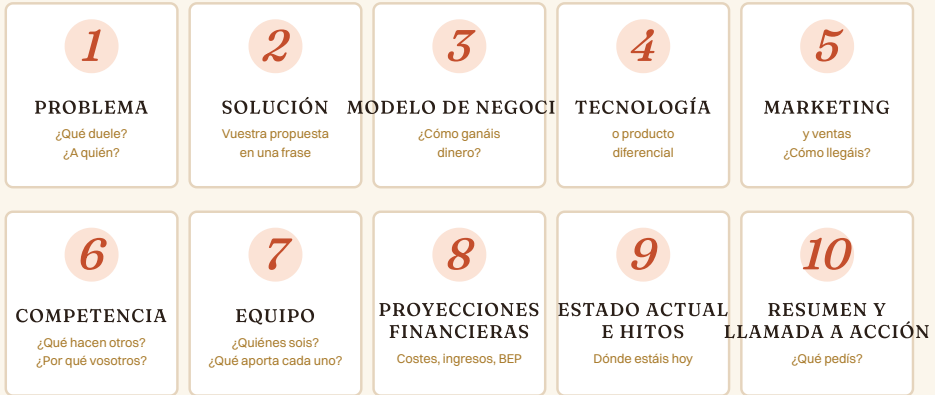 1
PROBLEMA
¿Qué duele?
¿A quién?
2
SOLUCIÓN
Vuestra propuesta
en una frase
3
MODELO DE NEGOCI
¿Cómo ganáis
dinero?
4
TECNOLOGÍA
o producto
diferencial
5
MARKETING
y ventas
¿Cómo llegáis?
6
COMPETENCIA
¿Qué hacen otros?
¿Por qué vosotros?
7
EQUIPO
¿Quiénes sois?
¿Qué aporta cada uno?
8
PROYECCIONES
FINANCIERAS
Costes, ingresos, BEP
9
ESTADO ACTUAL
E HITOS
Dónde estáis hoy
10
RESUMEN Y
LLAMADA A ACCIÓN
¿Qué pedís?